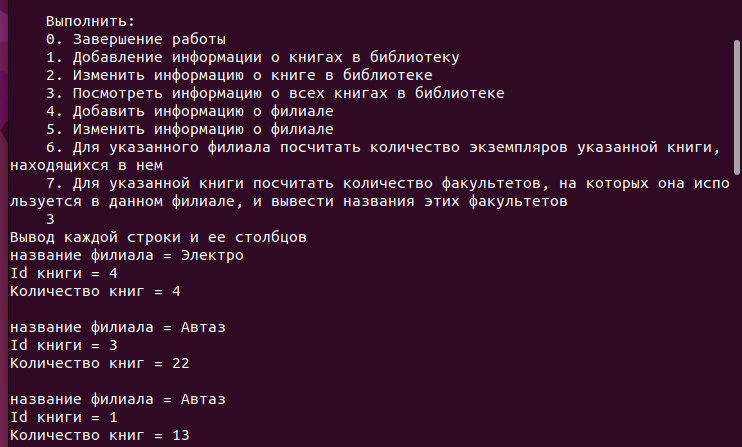 Выполнить:
0. Завершение работы
1. Добавление информации о книгах в библиотеку
2. Изменить информацию о книге в библиотеке
3. Посмотреть информацию о всех книгах в библиотеке
4. Добавить информацию о филиале
5. Изменить информацию о филиале
6. Для указанного филиала посчитать количество экземпляров указанной книги,
находящихся в нем
7. Для указанной книги посчитать количество факультетов, на которых она испо
льзуется в данном филиале, и вывести названия этих факультетов
3
Вывод каждой строки и ее столбцов
название филиала = Электро
Id книги = 4
Количество книг = 4
название филиала = Автаз
Id книги = 3
Количество книг = 22
название филиала = Автаз
Id книги = 1
Количество книг = 13